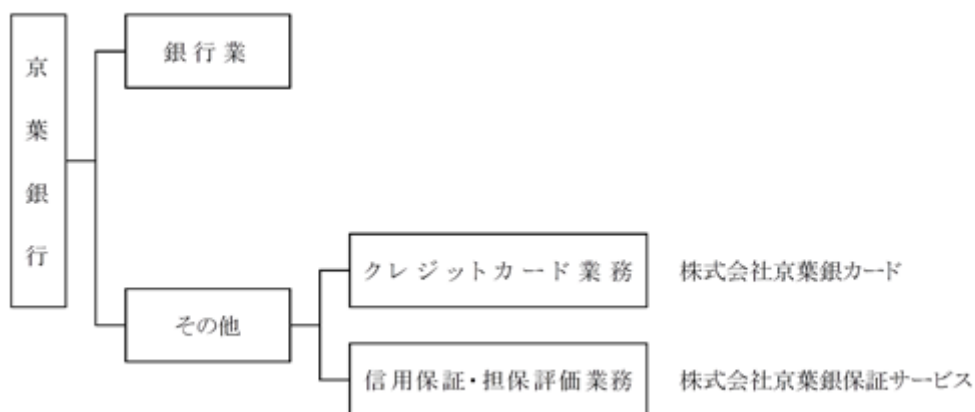 京葉銀行
銀行業
その他
クレジットカード業務 株式会社京葉銀カード
信用保証・担保評価業務 株式会社京葉銀保証サービス